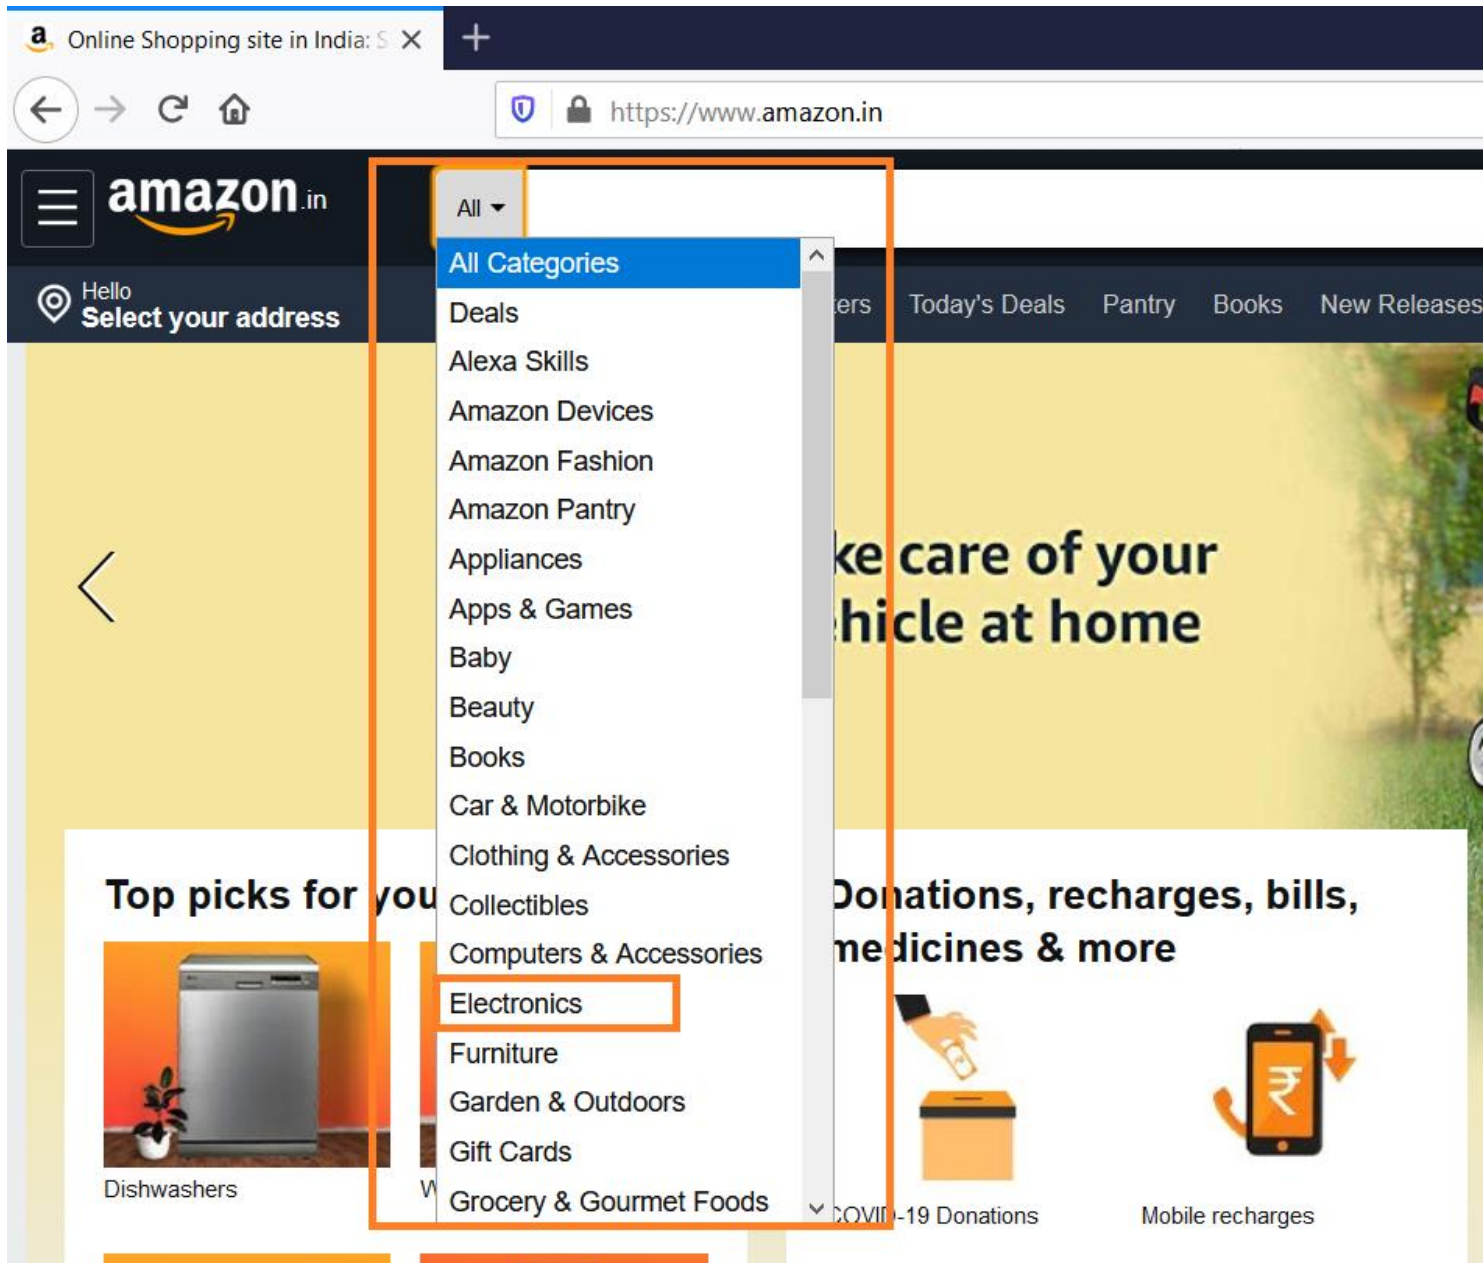 Online Shopping site in India: S
https://www.amazon.in
amazon.in
All
Hello
Select your address
Today's Deals
Pantry
Books
New Releases
All Categories
Deals
Alexa Skills
Amazon Devices
Amazon Fashion
Amazon Pantry
Appliances
Apps & Games
Baby
Beauty
Books
Car & Motorbike
Clothing & Accessories
Collectibles
Computers & Accessories
Electronics
Furniture
Garden & Outdoors
Gift Cards
Grocery & Gourmet Foods
care of your
at home
Top picks for
Dishwashers
Donations, recharges, bills,
medicines & more
COVID-19 Donations
Mobile recharges